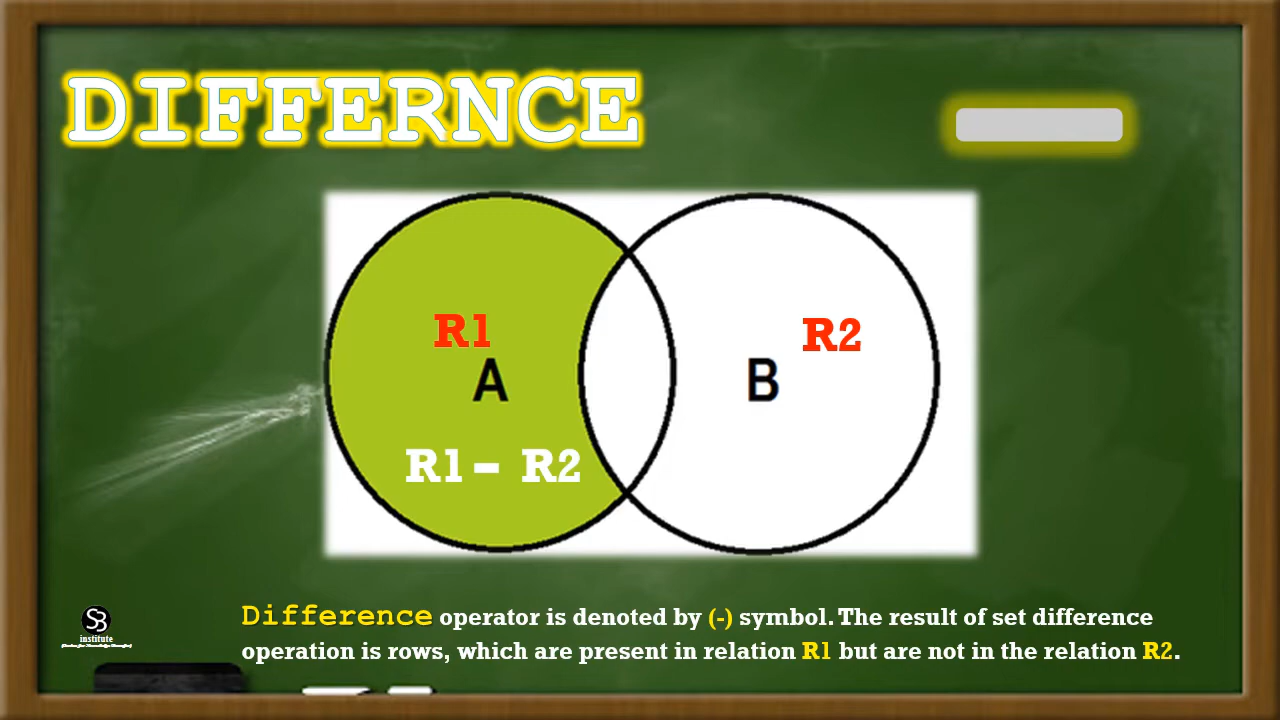 DIFFERNCE
R1
R2
A
B
R1 - R2
Difference operator is denoted by (-) symbol. The result of set difference
operation is rows, which are present in relation R1 but are not in the relation R2.
SB
institute